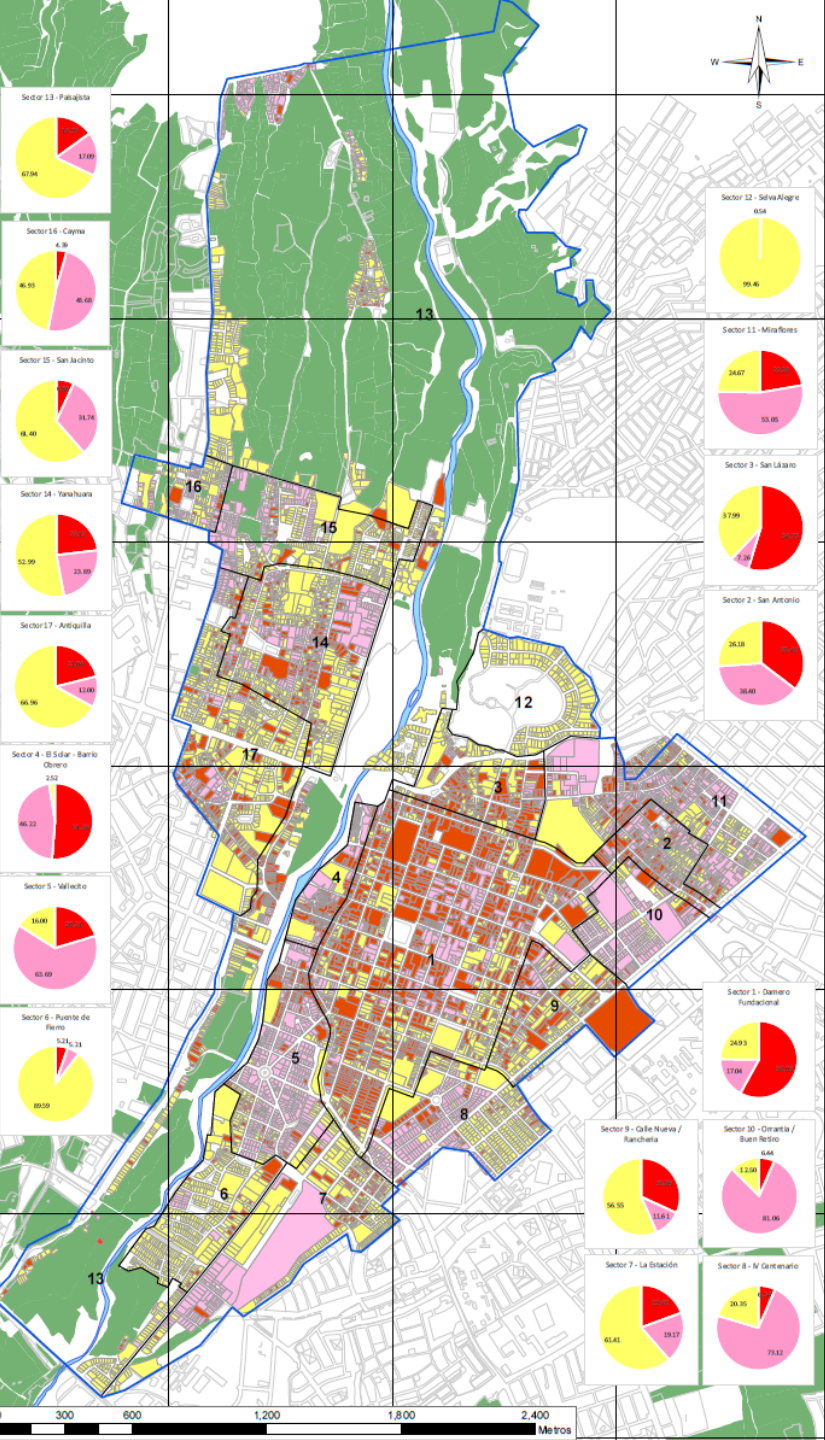 N
W
E
S
Sector 13 - Paisajista
17.09
67.94
Sector 16 - Cayma
4.39
46.93
48.68
Sector 15 - San Jacinto
31.74
61.40
Sector 14 - Yanahuara
52.99
23.89
Sector 17 - Antiquilla
12.00
66.96
Sector 4 - El Solar - Barrio
Obrero
2.52
46.22
Sector 5 - Vallecito
16.00
63.69
Sector 6 - Puente de
Fierro
5.21
5.21
89.59
Sector 12 - Selva Alegre
0.54
99.46
Sector 11 - Miraflores
24.67
53.05
Sector 3 - San Lázaro
37.99
7.26
Sector 2 - San Antonio
26.18
38.40
Sector 1 - Damero
Fundacional
24.93
17.04
Sector 9 - Calle Nueva /
Ranchería
56.55
11.61
Sector 10 - Orrantia /
Buen Retiro
6.44
12.50
81.06
Sector 7 - La Estación
61.41
19.17
Sector 8 - IV Centenario
20.35
73.12
13
16
15
14
12
17
3
11
2
4
10
1
9
5
8
6
7
13
300
600
1,200
1,800
2,400
Metros